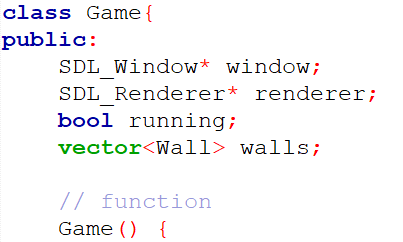 class Game{
public:
    SDL_Window* window;
    SDL_Renderer* renderer;
    bool running;
    vector<Wall> walls;

    // function
    Game() {